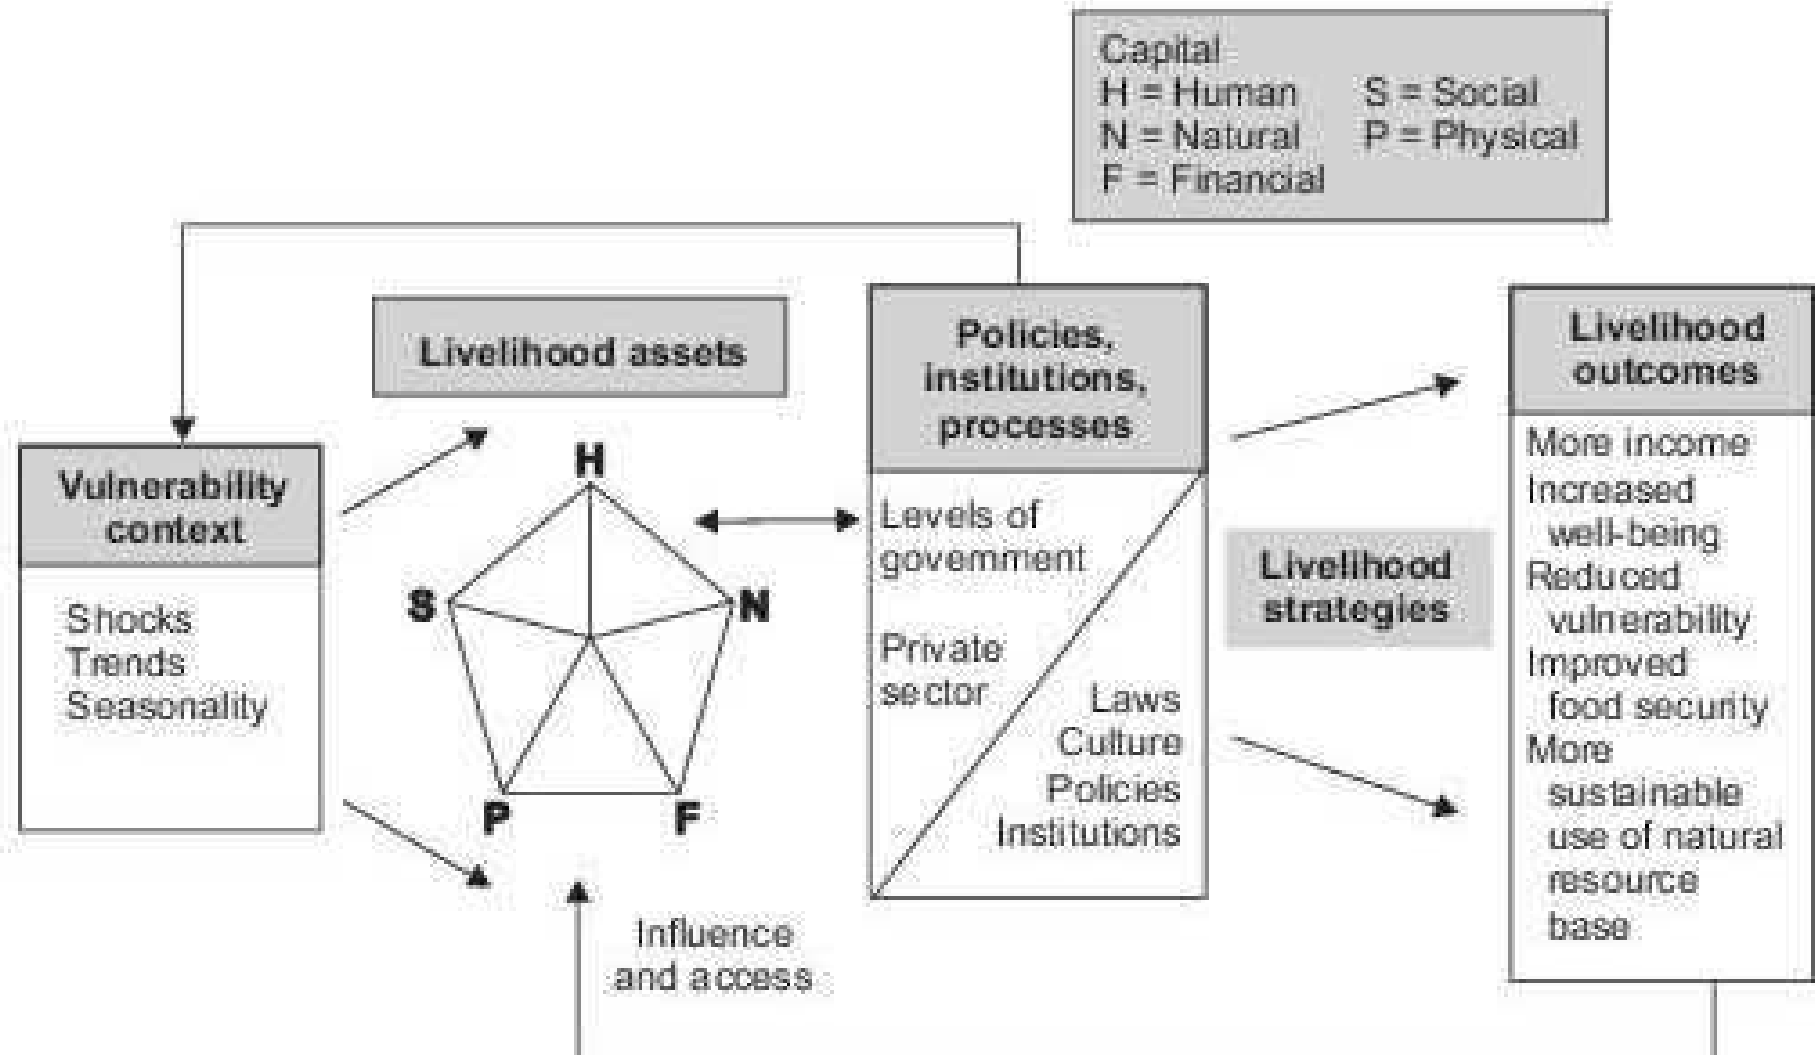 Capital
H = Human S = Social
N = Natural P = Physical
F = Financial
Livelihood assets
Policies,
institutions,
processes
Livelihood
outcomes
Vulnerability
context
Shocks
Trends
Seasonality
H
S
N
P
F
Influence
and access
Levels of
government
Private
sector
Laws
Culture
Policies
Institutions
Livelihood
strategies
More income
Increased
well-being
Reduced
vulnerability
Improved
food security
More
sustainable
use of natural
resource
base